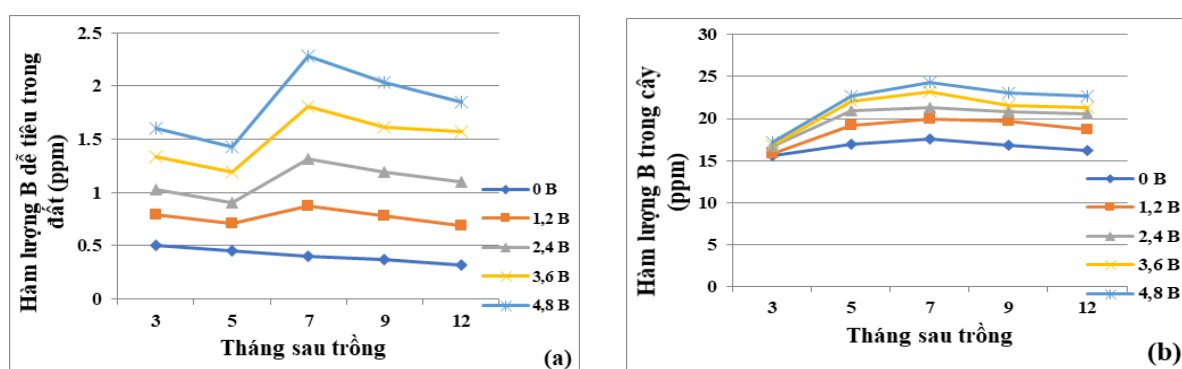 Hàm lượng B dễ tiêu trong
đất (ppm)
2.5
2
1.5
1
0.5
0
3 5 7 9 12
Tháng sau trồng
0 B
1,2 B
2,4 B
3,6 B
4,8 B
(a)
Hàm lượng B trong cây
(ppm)
30
25
20
15
10
5
0
3 5 7 9 12
Tháng sau trồng
0 B
1,2 B
2,4 B
3,6 B
4,8 B
(b)